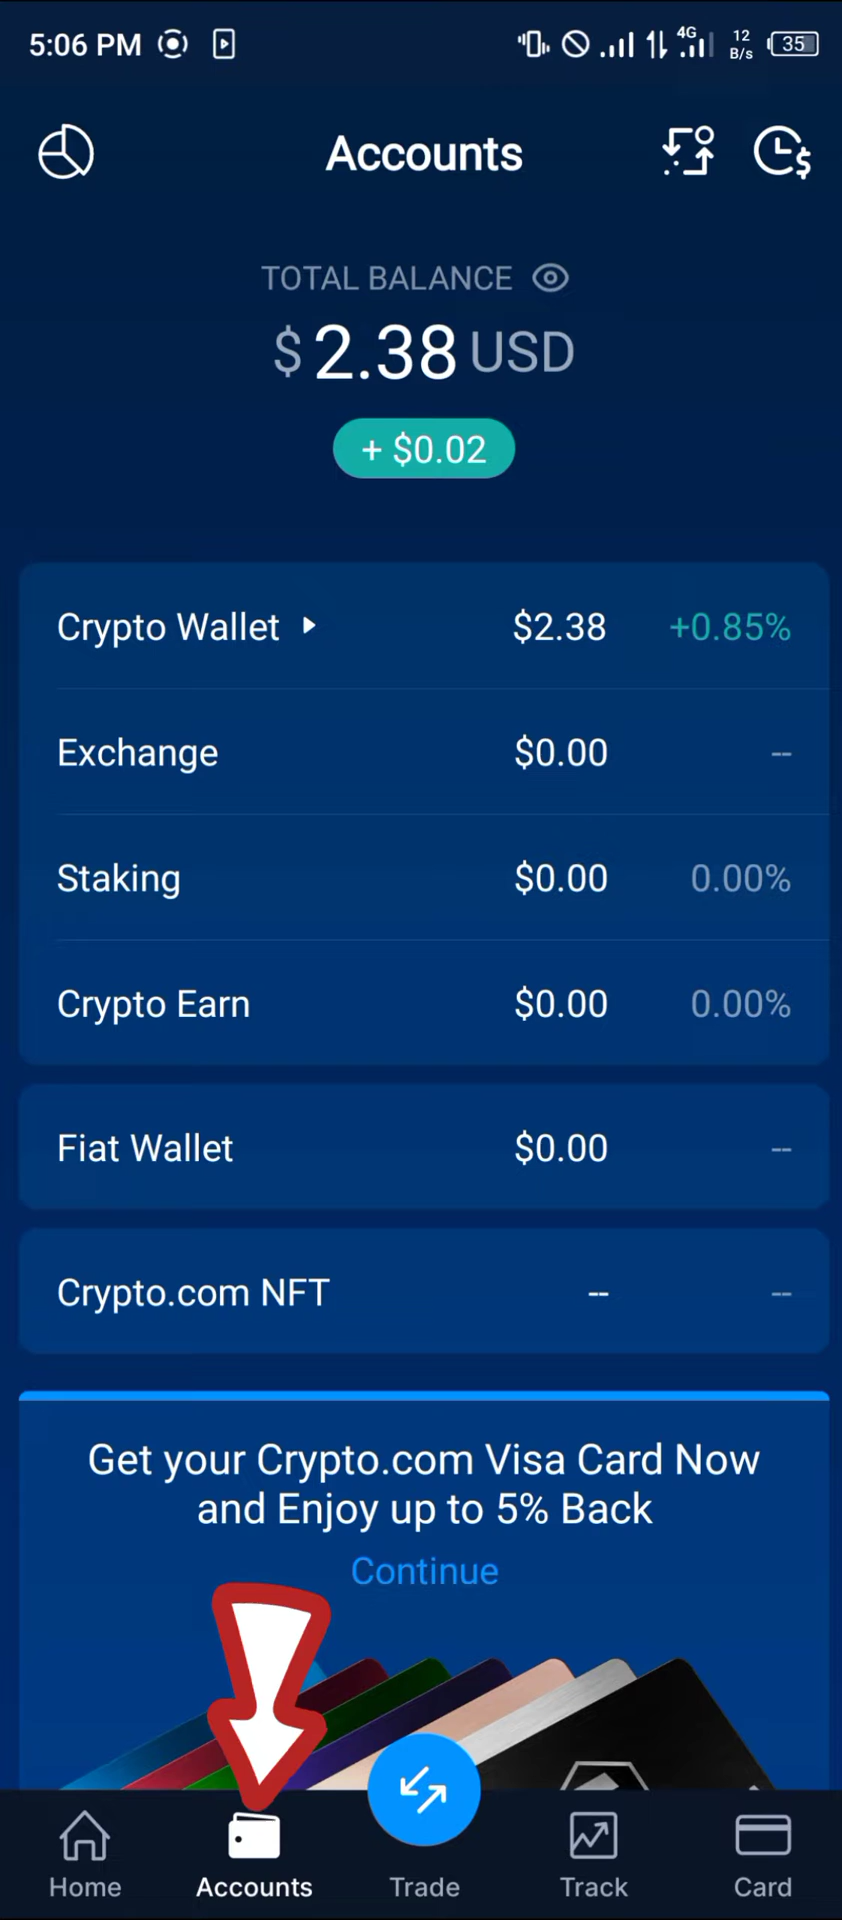 5:06 PM 4G 12 B/s 35
Accounts
TOTAL BALANCE
$ 2.38 USD
+ $0.02
Crypto Wallet $2.38 +0.85%
Exchange $0.00 --
Staking $0.00 0.00%
Crypto Earn $0.00 0.00%
Fiat Wallet $0.00 --
Crypto.com NFT -- --
Get your Crypto.com Visa Card Now
and Enjoy up to 5% Back
Continue
Home Accounts Trade Track Card